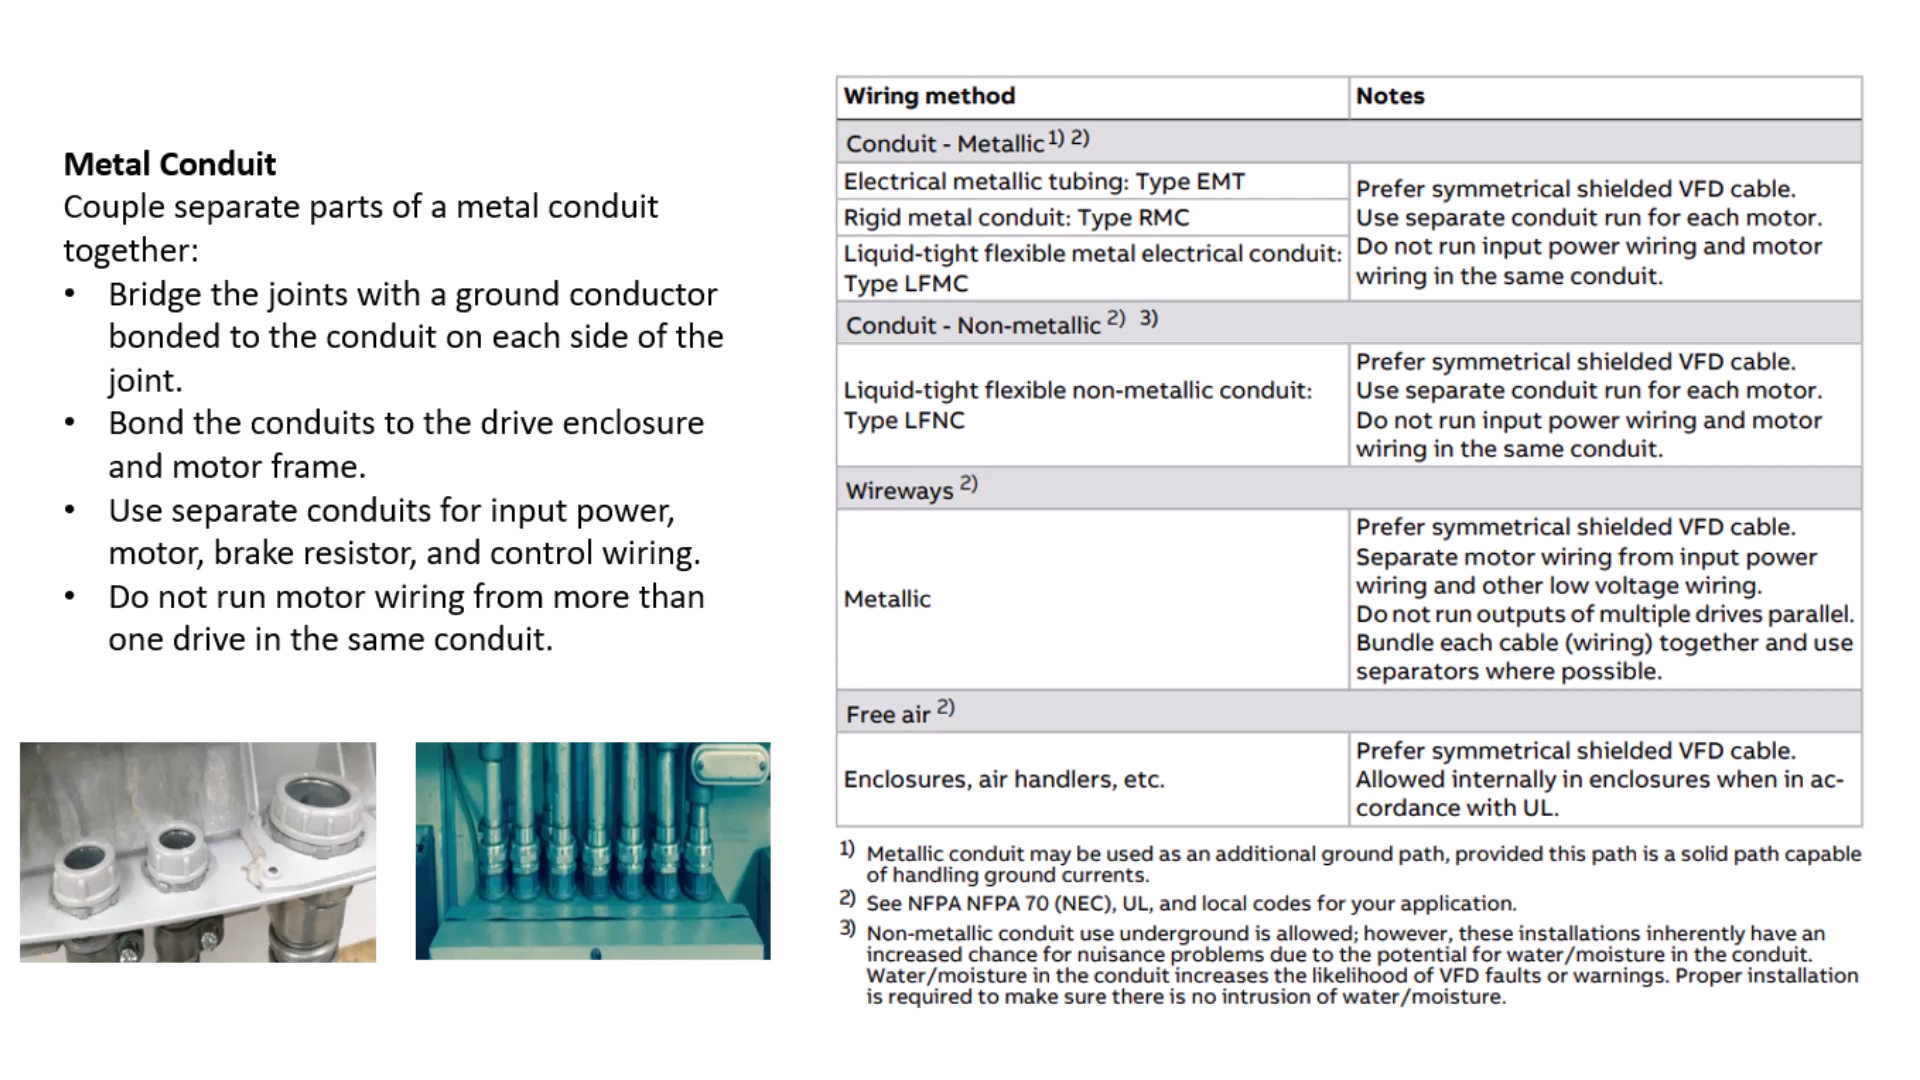 Metal Conduit
Couple separate parts of a metal conduit
together:
• Bridge the joints with a ground conductor
bonded to the conduit on each side of the
joint.
• Bond the conduits to the drive enclosure
and motor frame.
• Use separate conduits for input power,
motor, brake resistor, and control wiring.
• Do not run motor wiring from more than
one drive in the same conduit.
Wiring method
Notes
Conduit - Metallic 1) 2)
Electrical metallic tubing: Type EMT
Rigid metal conduit: Type RMC
Liquid-tight flexible metal electrical conduit:
Type LFMC
Prefer symmetrical shielded VFD cable.
Use separate conduit run for each motor.
Do not run input power wiring and motor
wiring in the same conduit.
Conduit - Non-metallic 2) 3)
Liquid-tight flexible non-metallic conduit:
Type LFNC
Prefer symmetrical shielded VFD cable.
Use separate conduit run for each motor.
Do not run input power wiring and motor
wiring in the same conduit.
Wireways 2)
Metallic
Prefer symmetrical shielded VFD cable.
Separate motor wiring from input power
wiring and other low voltage wiring.
Do not run outputs of multiple drives parallel.
Bundle each cable (wiring) together and use
separators where possible.
Free air 2)
Enclosures, air handlers, etc.
Prefer symmetrical shielded VFD cable.
Allowed internally in enclosures when in ac-
cordance with UL.
1) Metallic conduit may be used as an additional ground path, provided this path is a solid path capable
of handling ground currents.
2) See NFPA NFPA 70 (NEC), UL, and local codes for your application.
3) Non-metallic conduit use underground is allowed; however, these installations inherently have an
increased chance for nuisance problems due to the potential for water/moisture in the conduit.
Water/moisture in the conduit increases the likelihood of VFD faults or warnings. Proper installation
is required to make sure there is no intrusion of water/moisture.